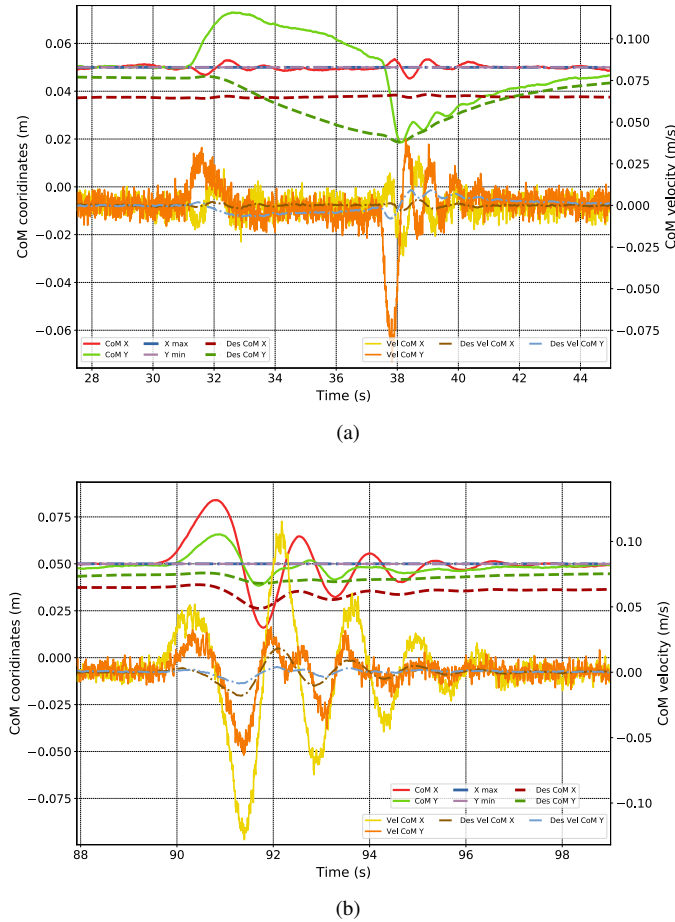 0.06
0.04
0.02
0.00
−0.02
−0.04
−0.06
CoM cooridinates (m)
0.100
0.075
0.050
0.025
0.000
−0.025
−0.050
−0.075
CoM velocity (m/s)
CoM X X max Des CoM X
CoM Y Y min Des CoM Y
Vel CoM X Des Vel CoM X Des Vel CoM Y
Vel CoM Y
28 30 32 34 36 38 40 42 44
Time (s)
(a)
0.075
0.050
0.025
0.000
−0.025
−0.050
−0.075
CoM cooridinates (m)
0.10
0.05
0.00
−0.05
−0.10
CoM velocity (m/s)
CoM X X max Des CoM X
CoM Y Y min Des CoM Y
Vel CoM X Des Vel CoM X Des Vel CoM Y
Vel CoM Y
88 90 92 94 96 98
Time (s)
(b)